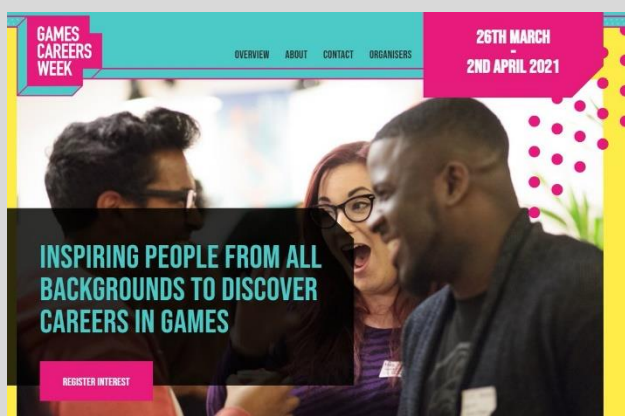 GAMES
CAREERS
WEEK
OVERVIEW ABOUT CONTACT ORGANISERS
26TH MARCH
-
2ND APRIL 2021
INSPIRING PEOPLE FROM ALL
BACKGROUNDS TO DISCOVER
CAREERS IN GAMES
REGISTER INTEREST